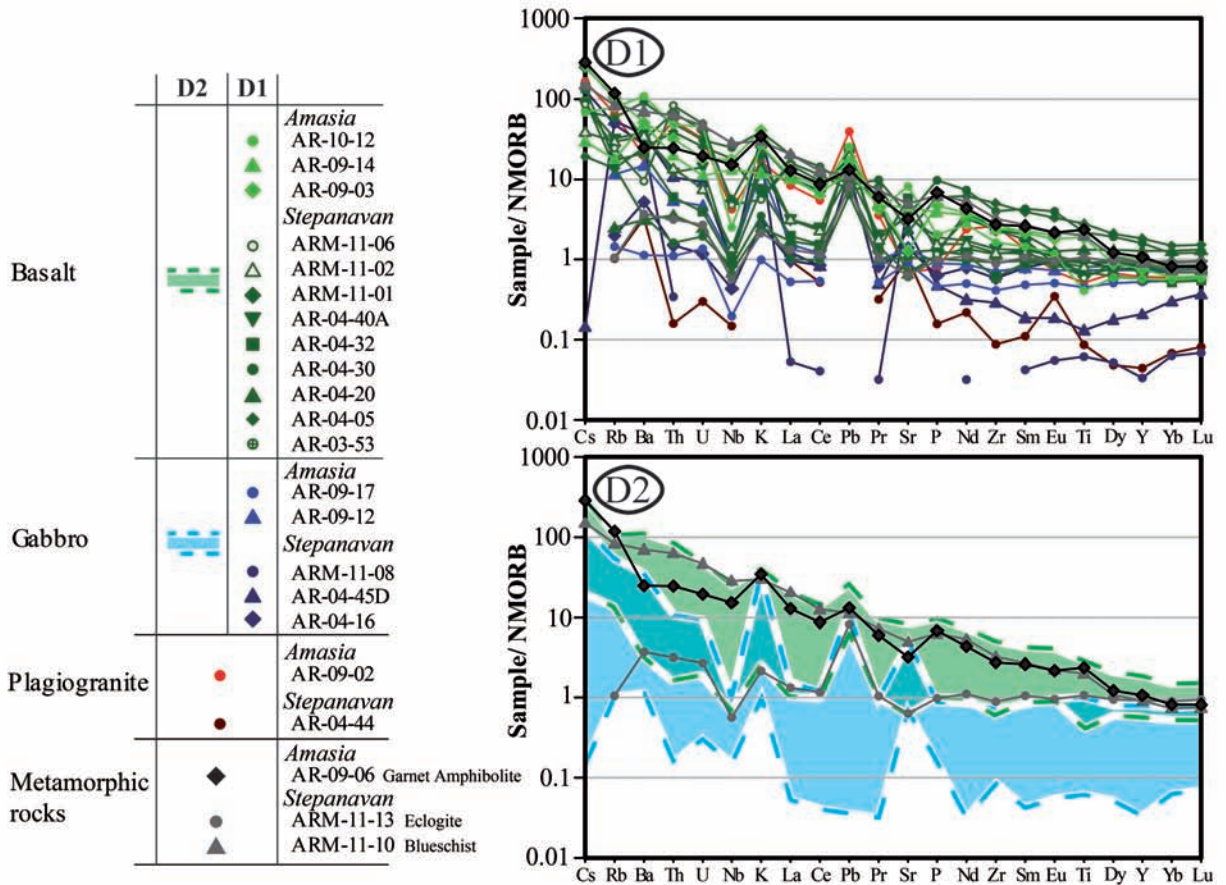 D2 D1
Basalt
Amasia
AR-10-12
AR-09-14
AR-09-03
Stepanavan
ARM-11-06
ARM-11-02
ARM-11-01
AR-04-40A
AR-04-32
AR-04-30
AR-04-20
AR-04-05
AR-03-53
Gabbro
Amasia
AR-09-17
AR-09-12
Stepanavan
ARM-11-08
AR-04-45D
AR-04-16
Plagiogranite
Amasia
AR-09-02
Stepanavan
AR-04-44
Metamorphic
rocks
Amasia
AR-09-06 Garnet Amphibolite
Stepanavan
ARM-11-13 Eclogite
ARM-11-10 Blueschist
D1
Sample/ NMORB
1000
100
10
1
0.1
0.01
Cs Rb Ba Th U Nb K La Ce Pb Pr Sr P Nd Zr Sm Eu Ti Dy Y Yb Lu
D2
Sample/ NMORB
1000
100
10
1
0.1
0.01
Cs Rb Ba Th U Nb K La Ce Pb Pr Sr P Nd Zr Sm Eu Ti Dy Y Yb Lu